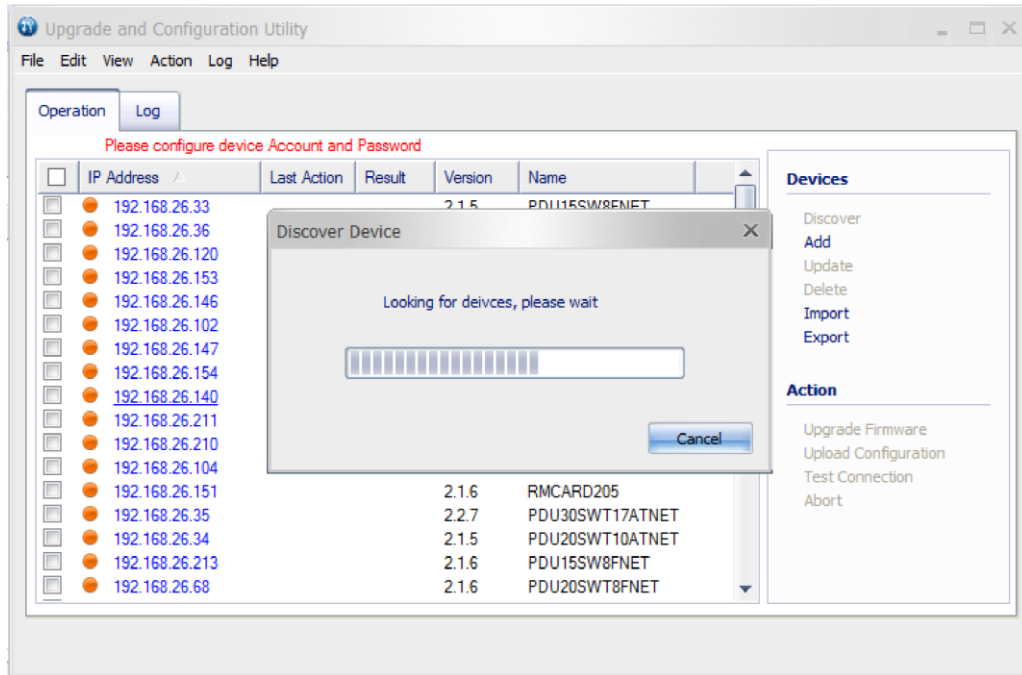 Upgrade and Configuration Utility
File Edit View Action Log Help
Operation Log
Please configure device Account and Password
IP Address Last Action Result Version Name
192.168.26.33 2.1.5 PDU15SW8FNET
192.168.26.36
192.168.26.120
192.168.26.153
192.168.26.146
192.168.26.102
192.168.26.147
192.168.26.154
192.168.26.140
192.168.26.211
192.168.26.210
192.168.26.104
192.168.26.151 2.1.6 RMCARD205
192.168.26.35 2.2.7 PDU30SWT17ATNET
192.168.26.34 2.1.5 PDU20SWT10ATNET
192.168.26.213 2.1.6 PDU15SW8FNET
192.168.26.68 2.1.6 PDU20SWT8FNET
Discover Device
Looking for deivces, please wait
Cancel
Devices
Discover
Add
Update
Delete
Import
Export
Action
Upgrade Firmware
Upload Configuration
Test Connection
Abort